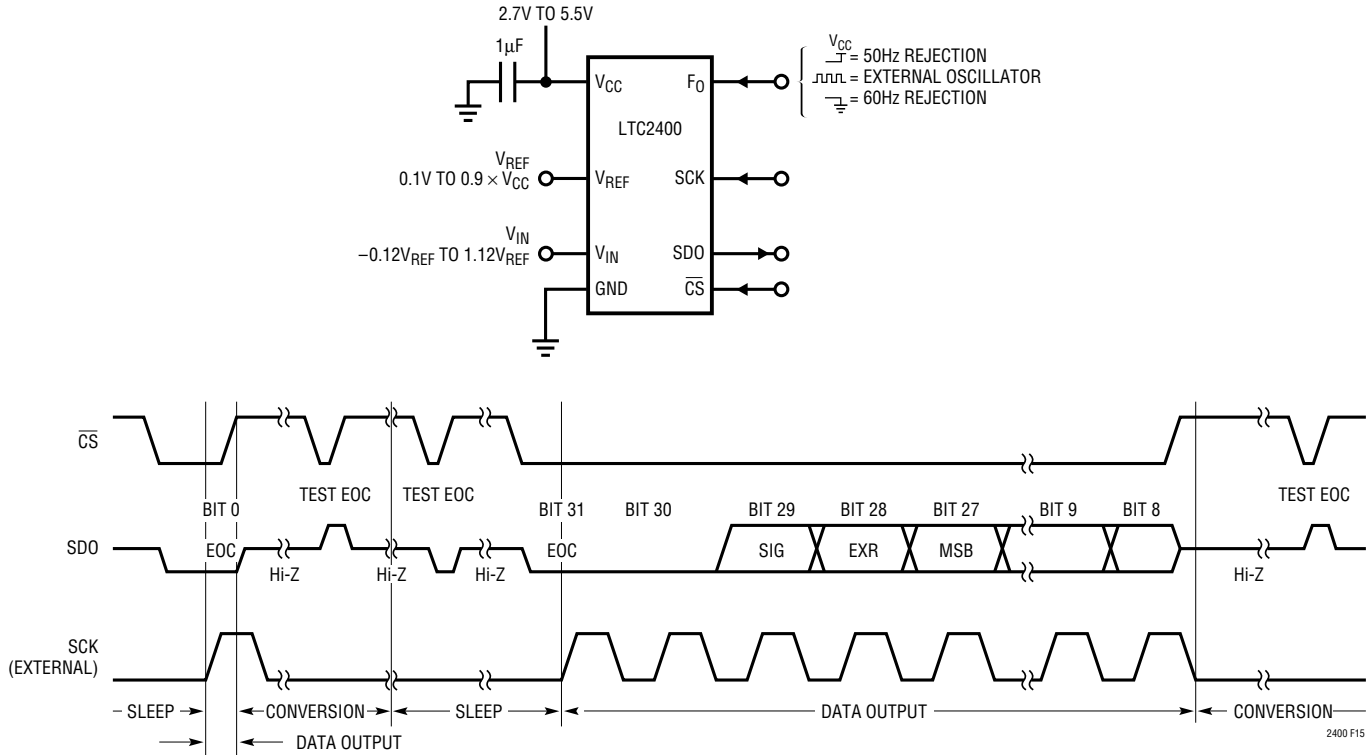 2.7V TO 5.5V
1µF
VCC
FO
VCC
= 50Hz REJECTION
= EXTERNAL OSCILLATOR
= 60Hz REJECTION
LTC2400
VREF
0.1V TO 0.9 × VCC
VREF
SCK
VIN
–0.12VREF TO 1.12VREF
VIN
SDO
GND
CS
CS
TEST EOC
TEST EOC
TEST EOC
BIT 0
BIT 31
BIT 30
BIT 29
BIT 28
BIT 27
BIT 9
BIT 8
SDO
EOC
EOC
SIG
EXR
MSB
Hi-Z
Hi-Z
Hi-Z
Hi-Z
SCK
(EXTERNAL)
SLEEP
CONVERSION
SLEEP
DATA OUTPUT
CONVERSION
DATA OUTPUT
2400 F15